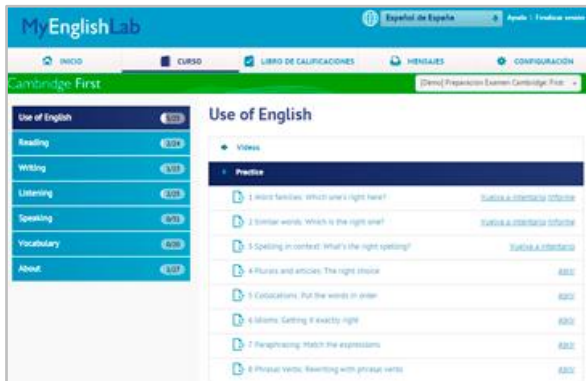 MyEnglishLab
Español de España
Ayuda | Finalizar sesión
INICIO
CURSO
LIBRO DE CALIFICACIONES
MENSAJES
CONFIGURACIÓN
Cambridge First
[Demo] Preparación Examen Cambridge: First
Use of English
Reading
Writing
Listening
Speaking
Vocabulary
About
Use of English
Videos
Practice
1 Word families: Which one's right here?
Vuelva a intentarlo Informe
2 Similar words: Which is the right one?
Vuelva a intentarlo Informe
3 Spelling in context: What's the right spelling?
Vuelva a intentarlo
4 Plurals and articles: The right choice
Abrir
5 Collocations: Put the words in order
Abrir
6 Idioms: Getting it exactly right
Abrir
7 Paraphrasing: Match the expressions
Abrir
8 Phrasal Verbs: Rewriting with phrasal verbs
Abrir